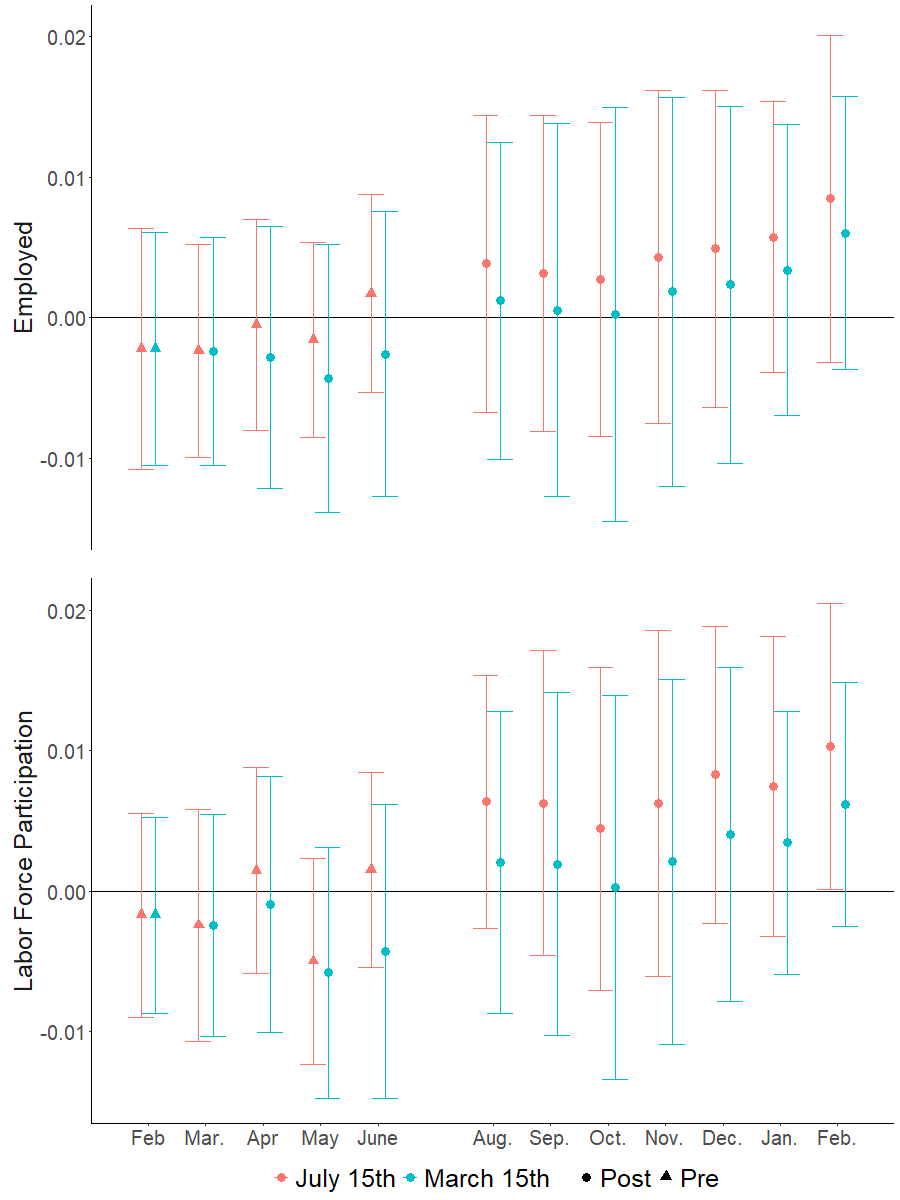 0.02
0.01
Employed
0.00
-0.01
0.02
0.01
Labor Force Participation
0.00
-0.01
Feb Mar. Apr May June Aug. Sep. Oct. Nov. Dec. Jan. Feb.
July 15th March 15th Post Pre